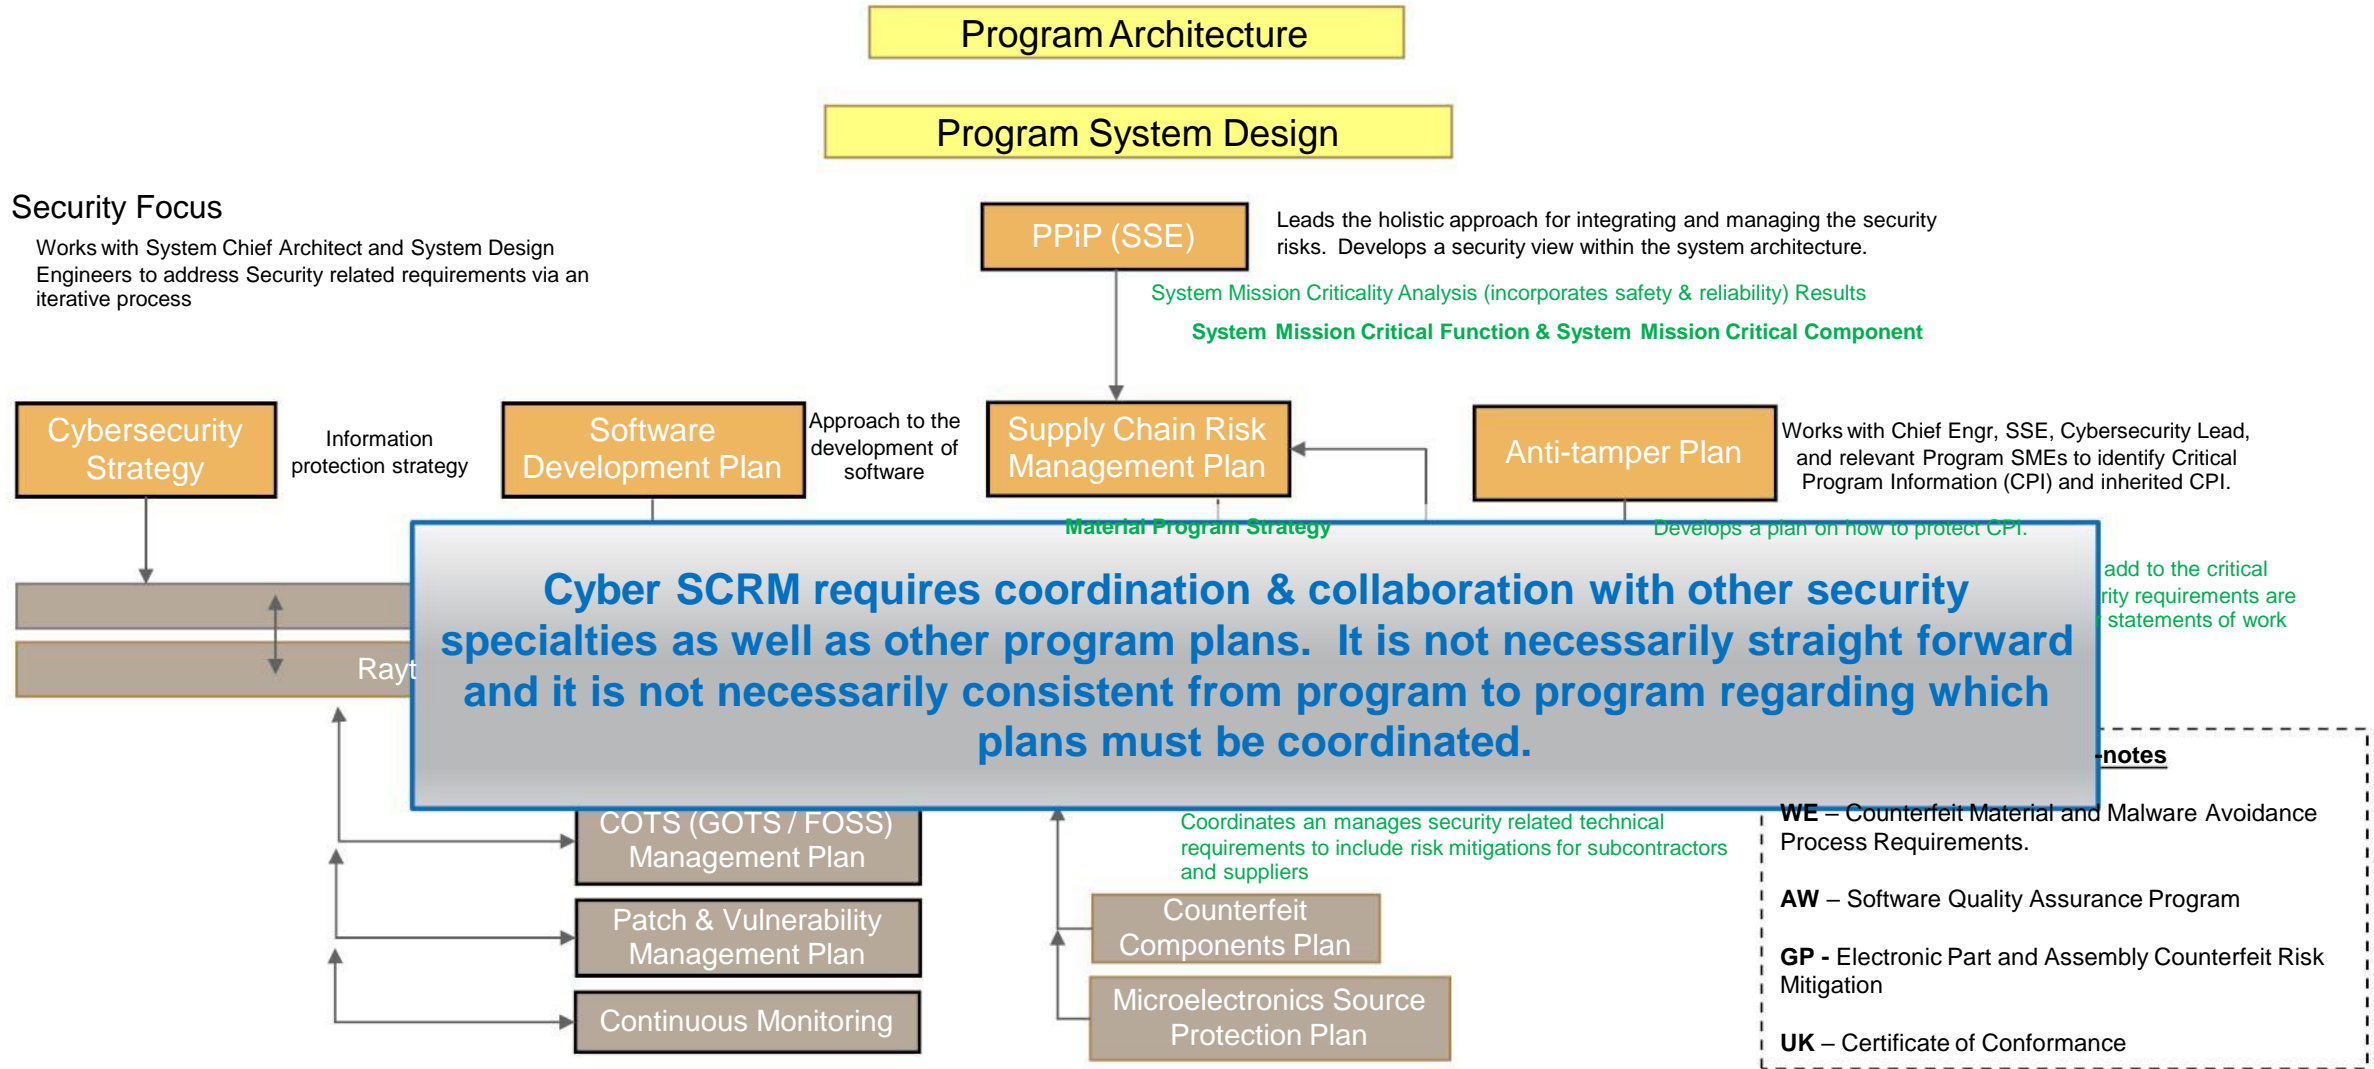 Program Architecture
Program System Design
Security Focus
Works with System Chief Architect and System Design
Engineers to address Security related requirements via an
iterative process
PPiP (SSE)
Leads the holistic approach for integrating and managing the security
risks. Develops a security view within the system architecture.
System Mission Criticality Analysis (incorporates safety & reliability) Results
System Mission Critical Function & System Mission Critical Component
Cybersecurity
Strategy
Information
protection strategy
Software
Development Plan
Approach to the
development of
software
Supply Chain Risk
Management Plan
Anti-tamper Plan
Works with Chief Engr, SSE, Cybersecurity Lead,
and relevant Program SMEs to identify Critical
Program Information (CPI) and inherited CPI.
Material Program Strategy
Develops a plan on how to protect CPI.
Cyber SCRM requires coordination & collaboration with other security
specialties as well as other program plans. It is not necessarily straight forward
and it is not necessarily consistent from program to program regarding which
plans must be coordinated.
add to the critical
requirements are
statements of work
-notes
WE – Counterfeit Material and Malware Avoidance
Process Requirements.
AW – Software Quality Assurance Program
GP - Electronic Part and Assembly Counterfeit Risk
Mitigation
UK – Certificate of Conformance
COTS (GOTS / FOSS)
Management Plan
Patch & Vulnerability
Management Plan
Continuous Monitoring
Coordinates an manages security related technical
requirements to include risk mitigations for subcontractors
and suppliers
Counterfeit
Components Plan
Microelectronics Source
Protection Plan